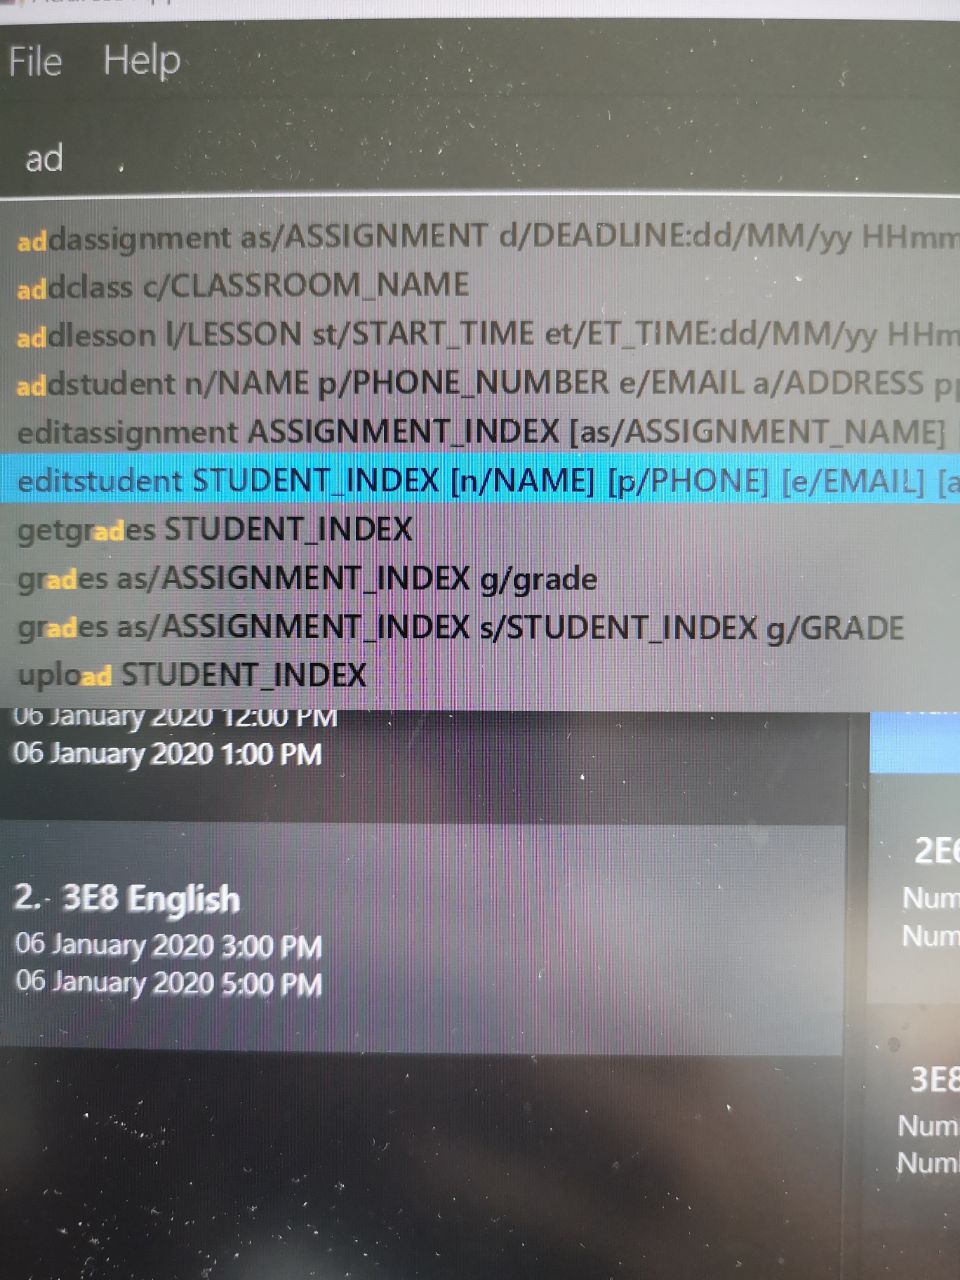 File Help
ad
addassignment as/ASSIGNMENT d/DEADLINE:dd/MM/yy HHmm
addclass c/CLASSROOM_NAME
addlesson l/LESSON st/START_TIME et/ET_TIME:dd/MM/yy HHm
addstudent n/NAME p/PHONE_NUMBER e/EMAIL a/ADDRESS pp
editassignment ASSIGNMENT_INDEX [as/ASSIGNMENT_NAME]
editstudent STUDENT_INDEX [n/NAME] [p/PHONE] [e/EMAIL] [a
getgrades STUDENT_INDEX
grades as/ASSIGNMENT_INDEX g/grade
grades as/ASSIGNMENT_INDEX s/STUDENT_INDEX g/GRADE
upload STUDENT_INDEX
06 January 2020 12:00 PM
06 January 2020 1:00 PM
2. 3E8 English
06 January 2020 3:00 PM
06 January 2020 5:00 PM
2E6
Num
Num
3E8
Num
Num